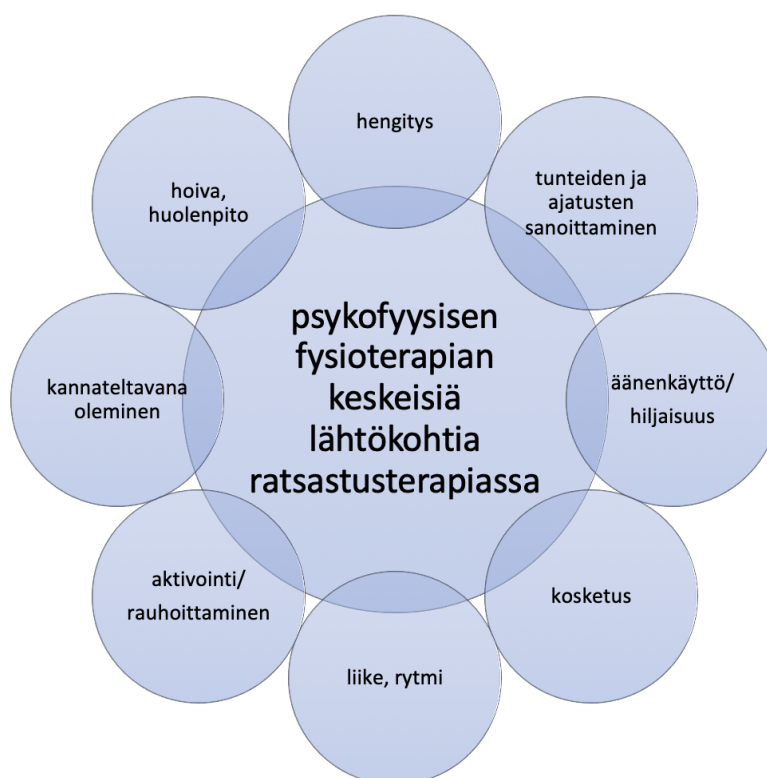 hengitys
tunteiden ja
ajatusten
sanoittaminen
äänenkäyttö/
hiljaisuus
kosketus
liike, rytmi
aktivointi/
rauhoittaminen
kannateltavana
oleminen
hoiva,
huolenpito
psykofyysisen
fysioterapian
keskeisiä
lähtökohtia
ratsastusterapiassa